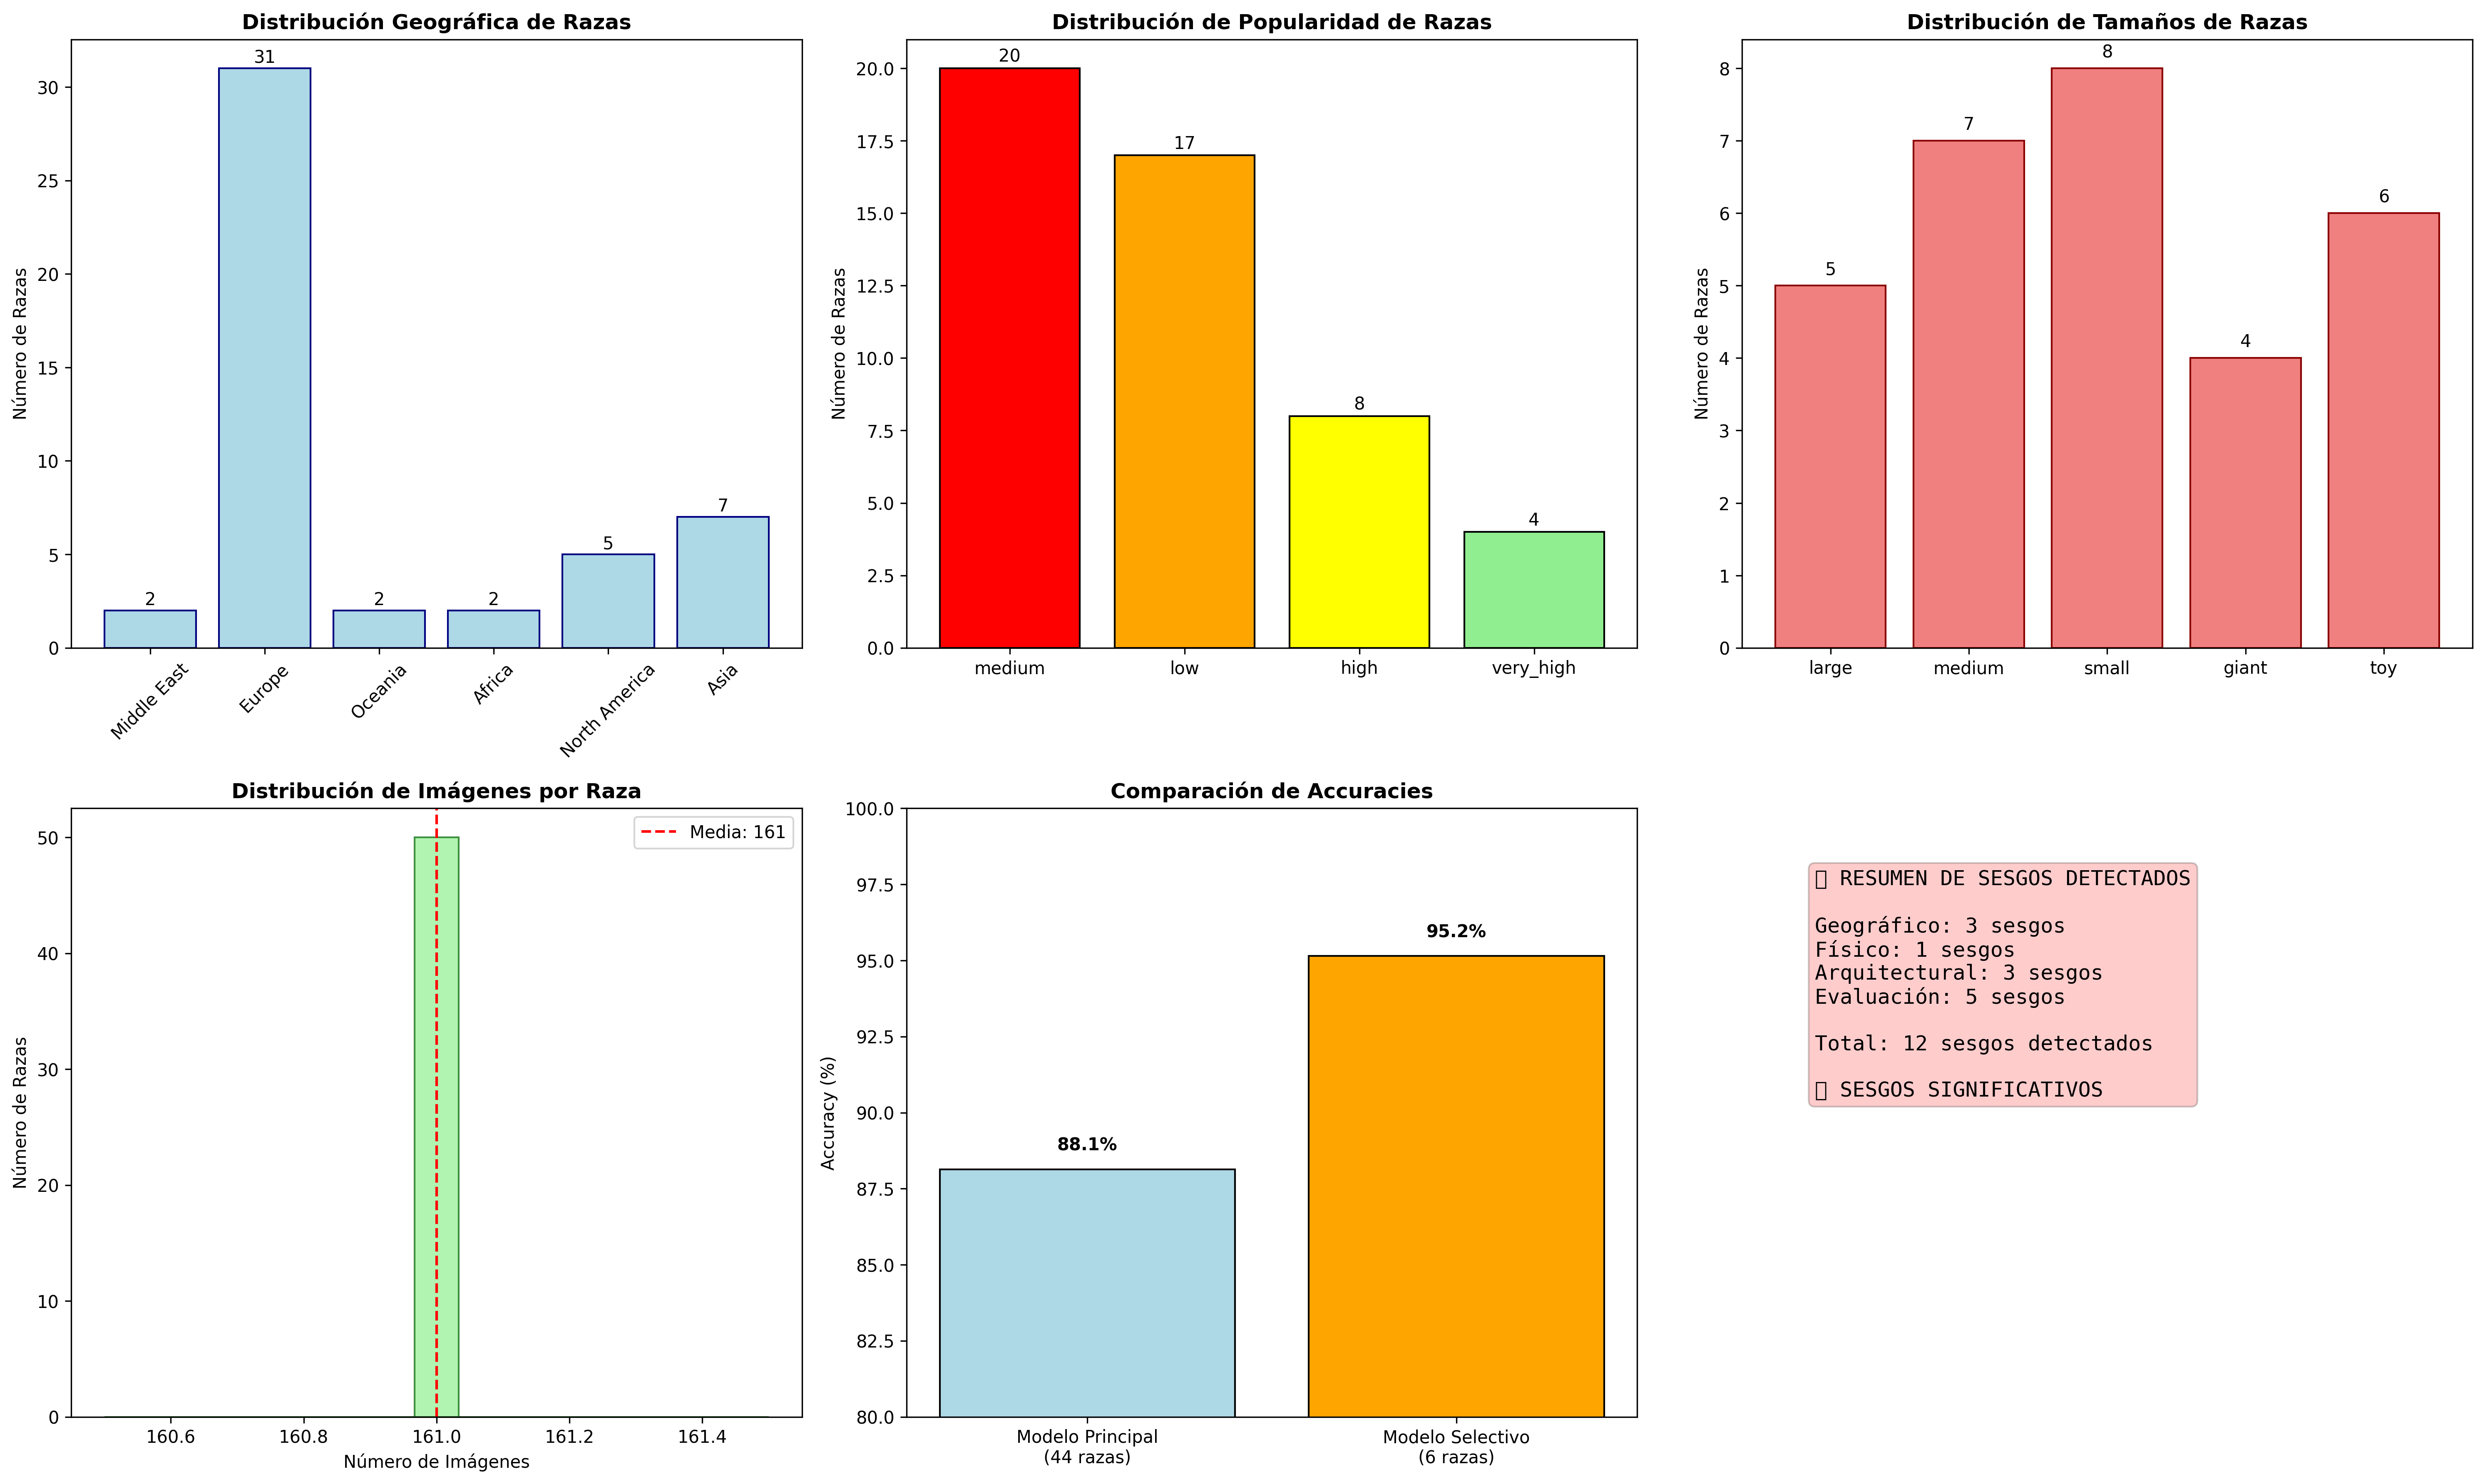 Distribución Geográfica de Razas
Número de Razas
30
25
20
15
10
5
0
2
31
2
2
5
7
Middle East
Europe
Oceania
Africa
North America
Asia
Distribución de Popularidad de Razas
Número de Razas
20.0
17.5
15.0
12.5
10.0
7.5
5.0
2.5
0.0
20
17
8
4
medium
low
high
very_high
Distribución de Tamaños de Razas
Número de Razas
8
7
6
5
4
3
2
1
0
5
7
8
4
6
large
medium
small
giant
toy
Distribución de Imágenes por Raza
Número de Razas
50
40
30
20
10
0
Media: 161
160.6
160.8
161.0
161.2
161.4
Número de Imágenes
Comparación de Accuracies
Accuracy (%)
100.0
97.5
95.0
92.5
90.0
87.5
85.0
82.5
80.0
88.1%
95.2%
Modelo Principal
(44 razas)
Modelo Selectivo
(6 razas)
RESUMEN DE SESGOS DETECTADOS
Geográfico: 3 sesgos
Físico: 1 sesgos
Arquitectural: 3 sesgos
Evaluación: 5 sesgos
Total: 12 sesgos detectados
SESGOS SIGNIFICATIVOS